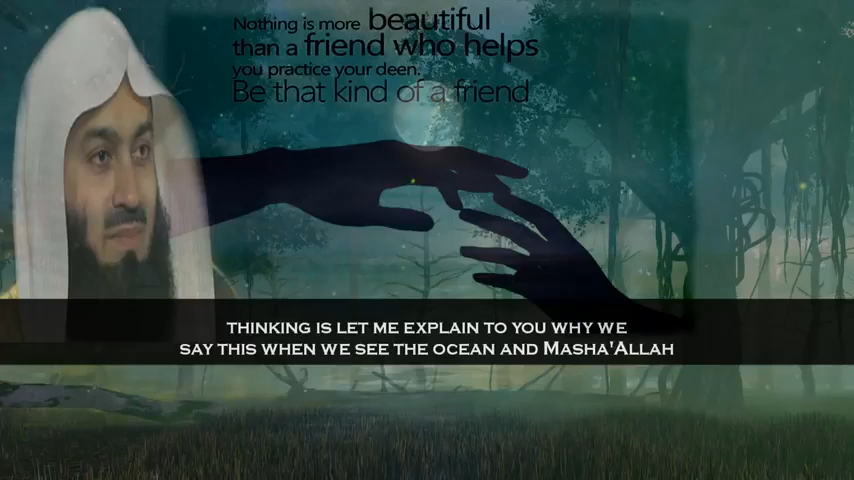 Nothing is more beautiful
than a friend who helps
you practice your deen.
Be that kind of a friend
THINKING IS LET ME EXPLAIN TO YOU WHY WE
SAY THIS WHEN WE SEE THE OCEAN AND MASHA'ALLAH